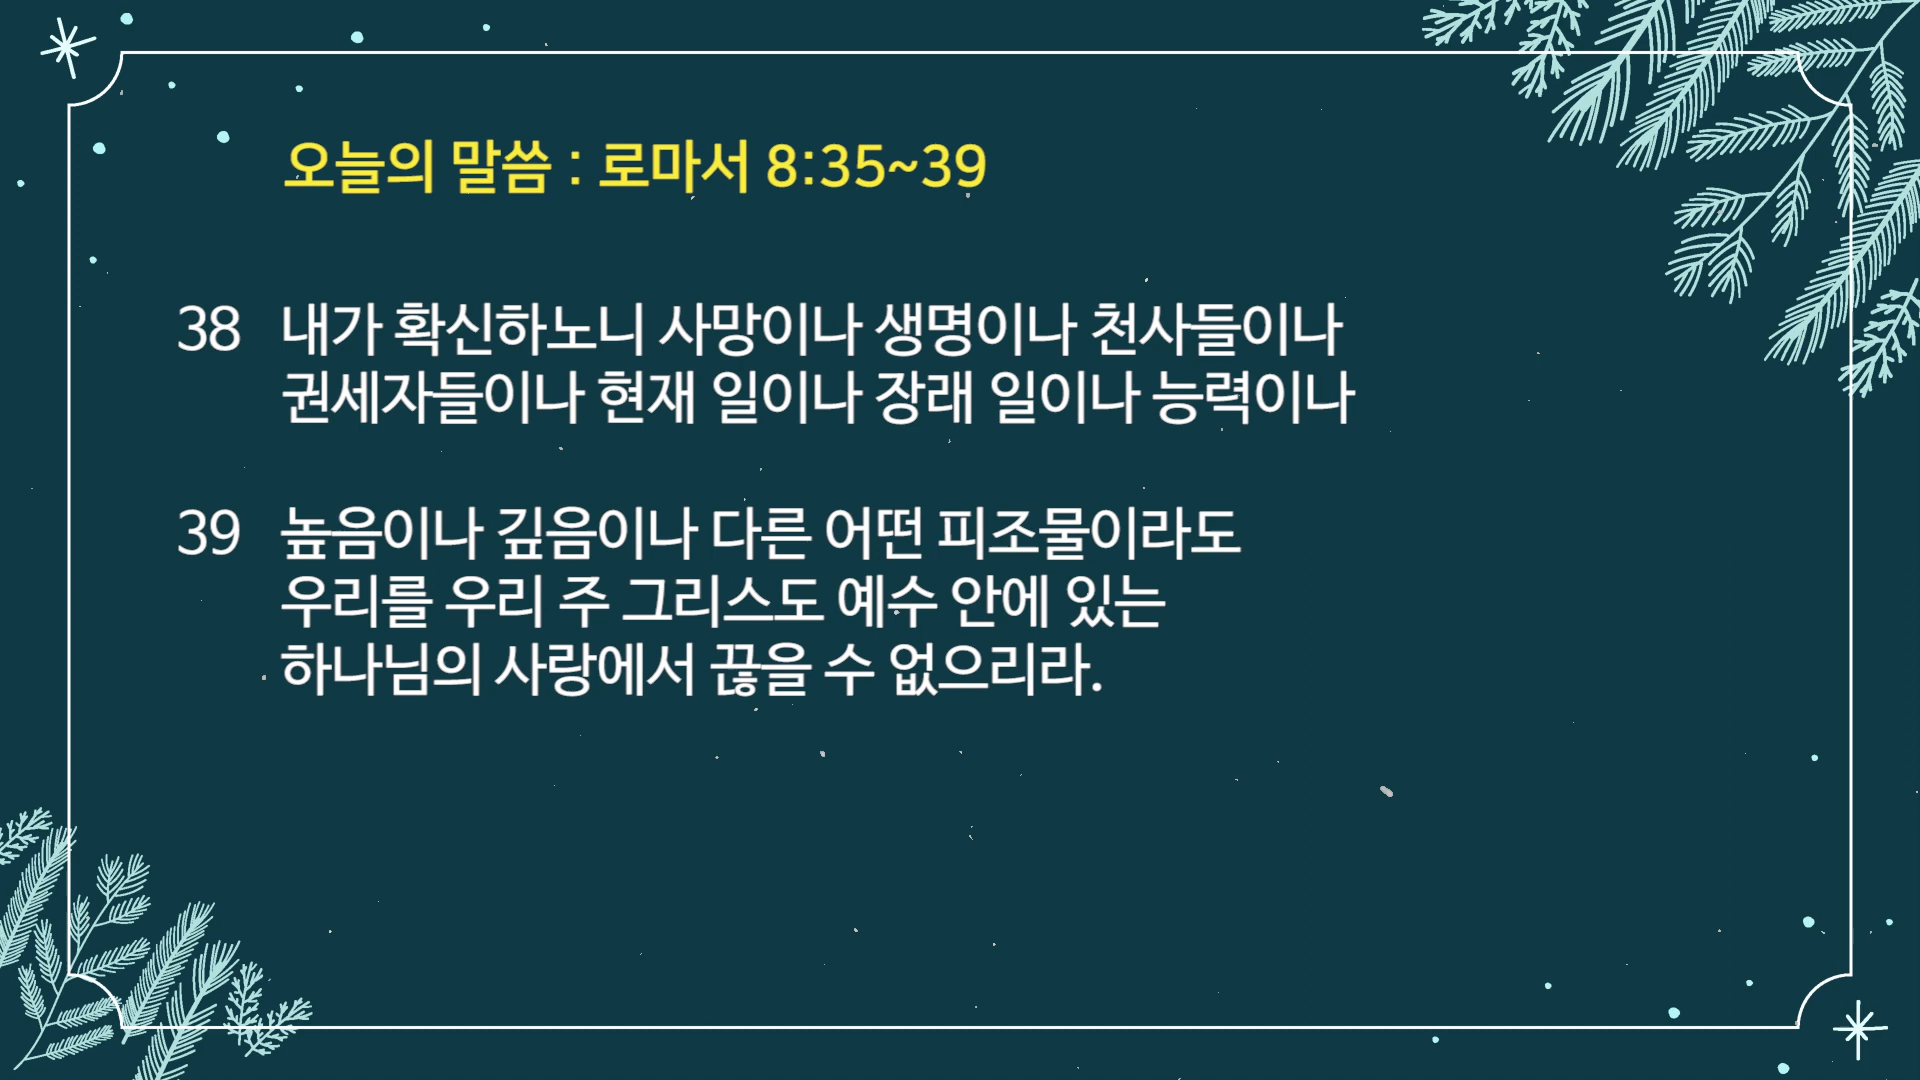 오늘의 말씀 : 로마서 8:35~39
38 내가 확신하노니 사망이나 생명이나 천사들이나
권세자들이나 현재 일이나 장래 일이나 능력이나
39 높음이나 깊음이나 다른 어떤 피조물이라도
우리를 우리 주 그리스도 예수 안에 있는
하나님의 사랑에서 끊을 수 없으리라.